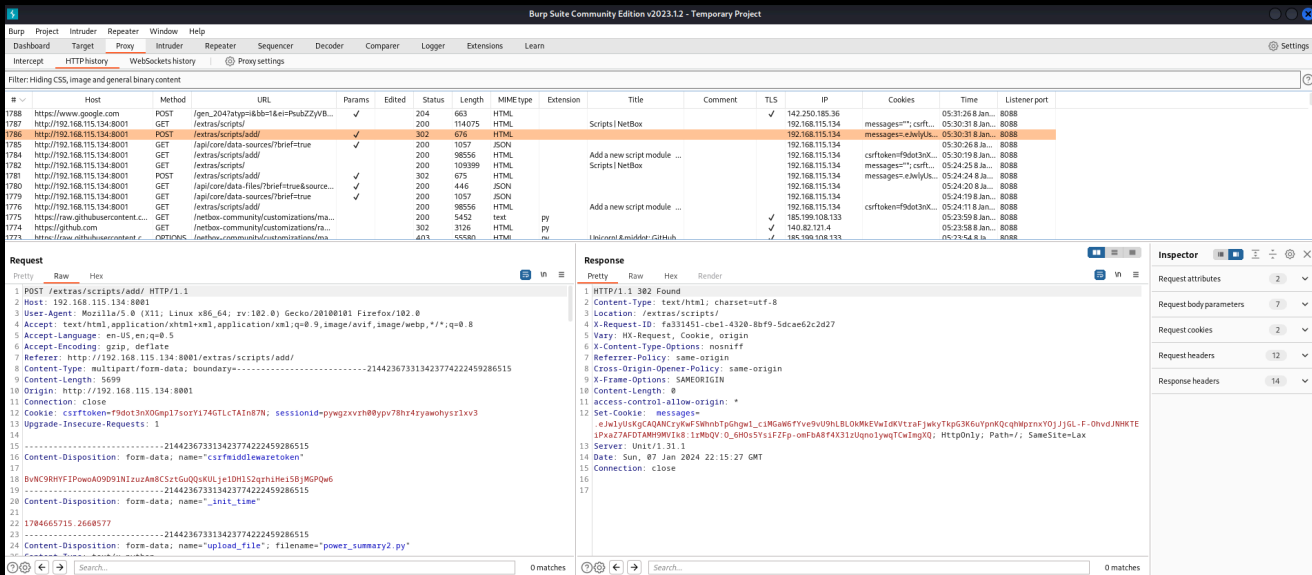 Burp Suite Community Edition v2023.1.2 - Temporary Project
Burp Project Intruder Repeater Window Help
Dashboard Target Proxy Intruder Repeater Sequencer Decoder Comparer Logger Extensions Learn Settings
Intercept HTTP history WebSockets history Proxy settings
Filter: Hiding CSS, image and general binary content
# Host Method URL Params Edited Status Length MIME type Extension Title Comment TLS IP Cookies Time Listener port
1788 https://www.google.com POST /gen_204?atyp=i&bb=1&ei=PsubZZyVB... ✓ 204 663 HTML ✓ 142.250.185.36 05:31:26 8 Jan... 8088
1787 http://192.168.115.134:8001 GET /extras/scripts/ 200 114075 HTML Scripts | NetBox 192.168.115.134 messages=""; csrft... 05:30:31 8 Jan... 8088
1786 http://192.168.115.134:8001 POST /extras/scripts/add/ ✓ 302 676 HTML 192.168.115.134 messages=.eJwlyUs... 05:30:31 8 Jan... 8088
1785 http://192.168.115.134:8001 GET /api/core/data-sources/?brief=true ✓ 200 1057 JSON 192.168.115.134 05:30:26 8 Jan... 8088
1784 http://192.168.115.134:8001 GET /extras/scripts/add/ 200 98556 HTML Add a new script module ... 192.168.115.134 csrftoken=f9dot3nX... 05:30:19 8 Jan... 8088
1782 http://192.168.115.134:8001 GET /extras/scripts/ 200 109399 HTML Scripts | NetBox 192.168.115.134 messages=""; csrft... 05:24:25 8 Jan... 8088
1781 http://192.168.115.134:8001 POST /extras/scripts/add/ ✓ 302 675 HTML 192.168.115.134 messages=.eJwlyUs... 05:24:24 8 Jan... 8088
1780 http://192.168.115.134:8001 GET /api/core/data-files/?brief=true&source... ✓ 200 446 JSON 192.168.115.134 05:24:20 8 Jan... 8088
1779 http://192.168.115.134:8001 GET /api/core/data-sources/?brief=true ✓ 200 1057 JSON 192.168.115.134 05:24:19 8 Jan... 8088
1776 http://192.168.115.134:8001 GET /extras/scripts/add/ 200 98556 HTML Add a new script module ... 192.168.115.134 csrftoken=f9dot3nX... 05:24:11 8 Jan... 8088
1775 https://raw.githubusercontent.c... GET /netbox-community/customizations/ma... 200 5452 text py ✓ 185.199.108.133 05:23:59 8 Jan... 8088
1774 https://github.com GET /netbox-community/customizations/ra... 302 3126 HTML py ✓ 140.82.121.4 05:23:58 8 Jan... 8088
1773 https://raw.githubusercontent.c... OPTIONS /netbox-community/customizations/ma... 403 55580 HTML py Unicorn! &middot; GitHub ✓ 185.199.108.133 05:23:54 8 Jan... 8088
Request
Pretty Raw Hex \n
1 POST /extras/scripts/add/ HTTP/1.1
2 Host: 192.168.115.134:8001
3 User-Agent: Mozilla/5.0 (X11; Linux x86_64; rv:102.0) Gecko/20100101 Firefox/102.0
4 Accept: text/html,application/xhtml+xml,application/xml;q=0.9,image/avif,image/webp,*/*;q=0.8
5 Accept-Language: en-US,en;q=0.5
6 Accept-Encoding: gzip, deflate
7 Referer: http://192.168.115.134:8001/extras/scripts/add/
8 Content-Type: multipart/form-data; boundary=---------------------------214423673313423774222459286515
9 Content-Length: 5699
10 Origin: http://192.168.115.134:8001
11 Connection: close
12 Cookie: csrftoken=f9dot3nXOGmp17sorYi74GTLcTAIn87N; sessionid=pywgzxvrh00ypv78hr4ryawohysr1xv3
13 Upgrade-Insecure-Requests: 1
14
15 -----------------------------214423673313423774222459286515
16 Content-Disposition: form-data; name="csrfmiddlewaretoken"
17
18 BvNC9RHYFIPowoAO9D91NIzuzAm8CSztGuQQsKULje1DH1S2qrhiHei5BjMGPQw6
19 -----------------------------214423673313423774222459286515
20 Content-Disposition: form-data; name="_init_time"
21
22 1704665715.2660577
23 -----------------------------214423673313423774222459286515
24 Content-Disposition: form-data; name="upload_file"; filename="power_summary2.py"
Search... 0 matches
Response
Pretty Raw Hex Render \n
1 HTTP/1.1 302 Found
2 Content-Type: text/html; charset=utf-8
3 Location: /extras/scripts/
4 X-Request-ID: fa331451-cbe1-4320-8bf9-5dcae62c2d27
5 Vary: HX-Request, Cookie, origin
6 X-Content-Type-Options: nosniff
7 Referrer-Policy: same-origin
8 Cross-Origin-Opener-Policy: same-origin
9 X-Frame-Options: SAMEORIGIN
10 Content-Length: 0
11 access-control-allow-origin: *
12 Set-Cookie: messages=
HttpOnly; Path=/; SameSite=Lax
13 Server: Unit/1.31.1
14 Date: Sun, 07 Jan 2024 22:15:27 GMT
15 Connection: close
16
17
Search... 0 matches
Inspector
Request attributes 2
Request body parameters 7
Request cookies 2
Request headers 12
Response headers 14